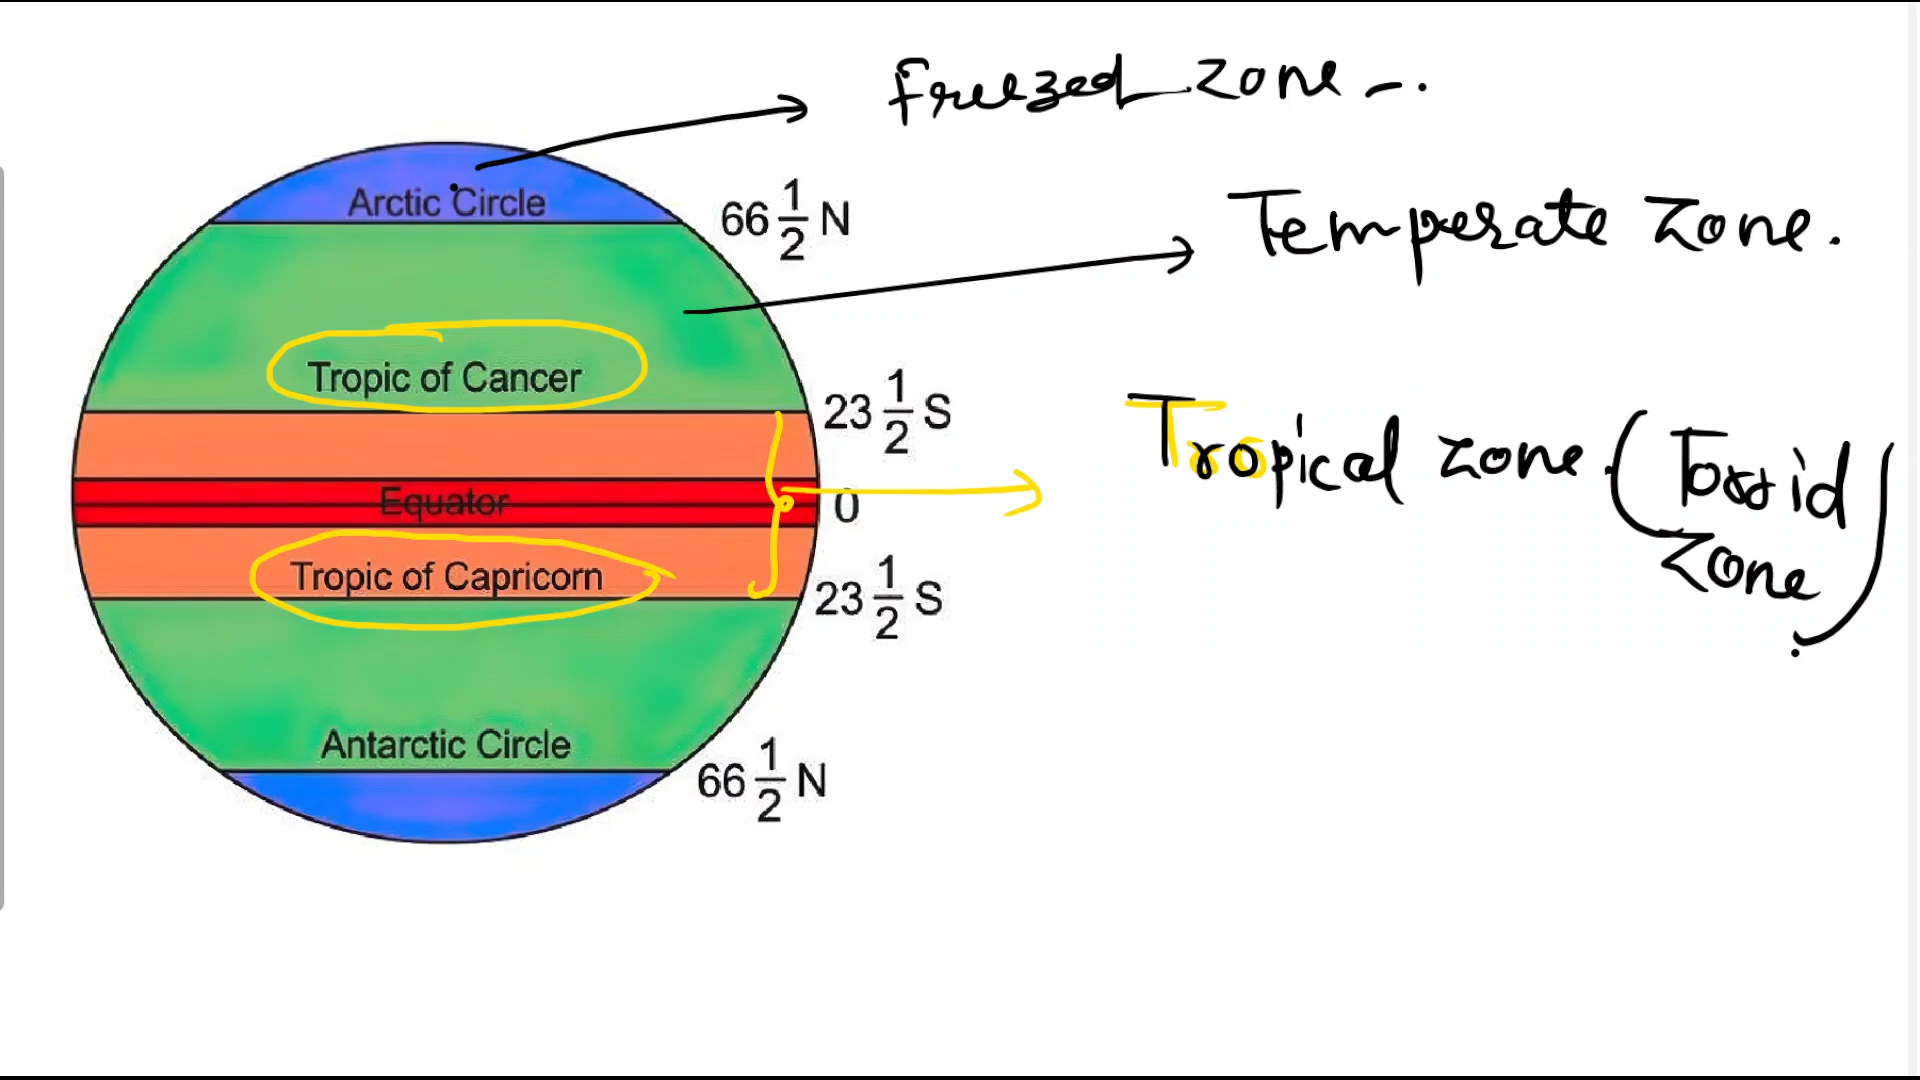 Freezed zone -.
Arctic Circle
66 1/2 N
Temperate Zone.
Tropic of Cancer
23 1/2 S
Tropical zone. (Torrid
Zone)
Equator
0
Tropic of Capricorn
23 1/2 S
Antarctic Circle
66 1/2 N